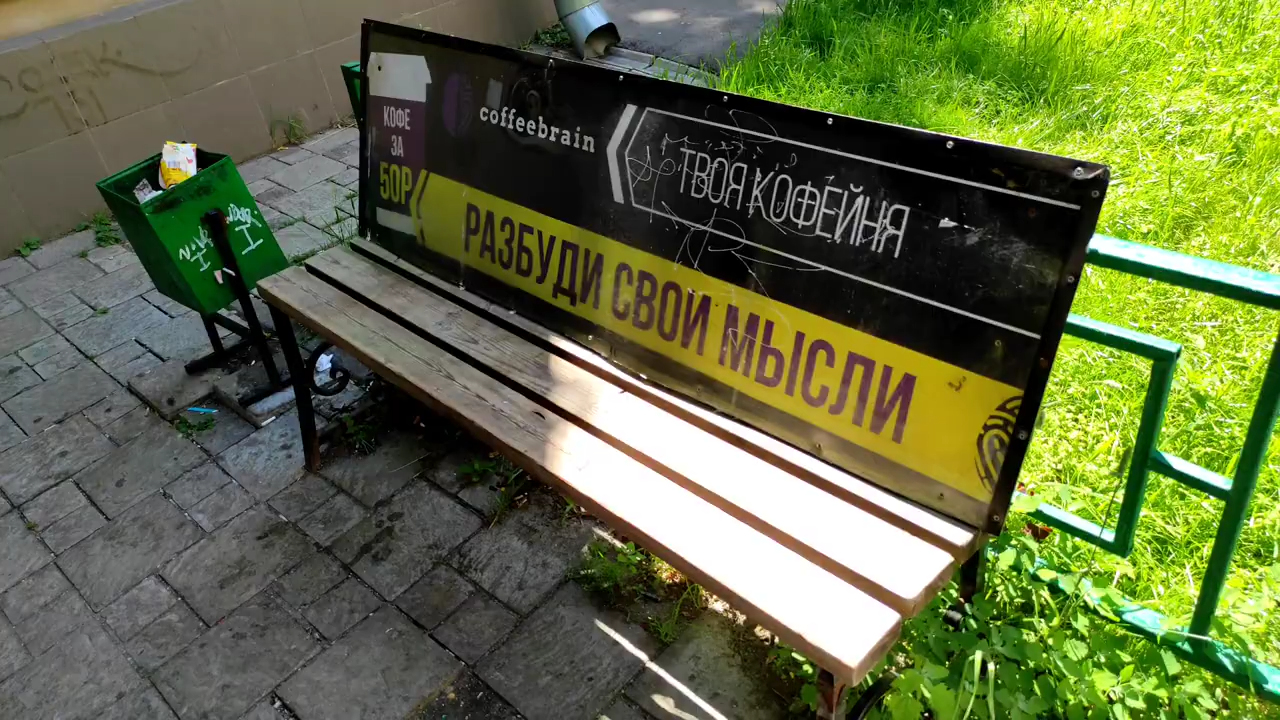 КОФЕ
ЗА
50Р
coffeebrain
ТВОЯ КОФЕЙНЯ
РАЗБУДИ СВОИ МЫСЛИ